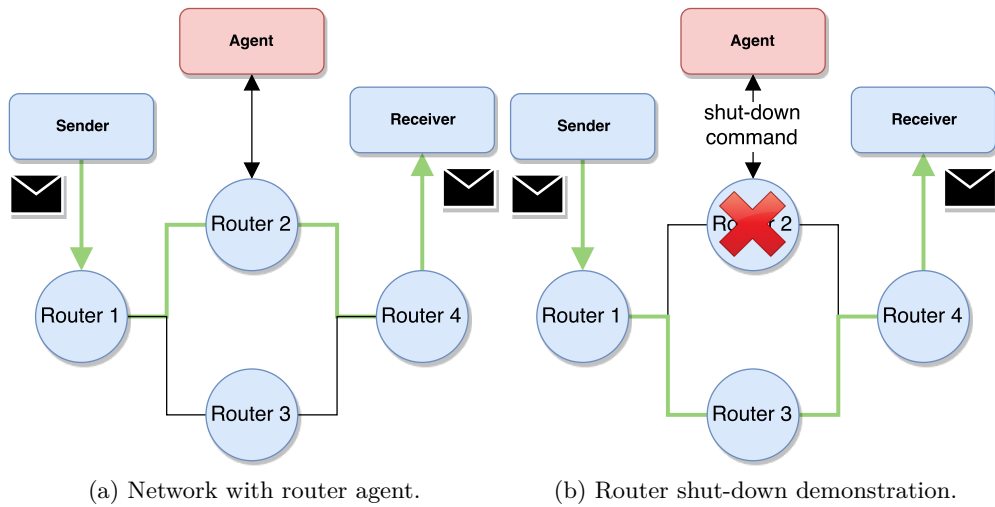 Agent
Sender
Receiver
Router 2
Router 1
Router 4
Router 3
(a) Network with router agent.
Agent
shut-down
command
Sender
Receiver
Router 2
Router 1
Router 4
Router 3
(b) Router shut-down demonstration.